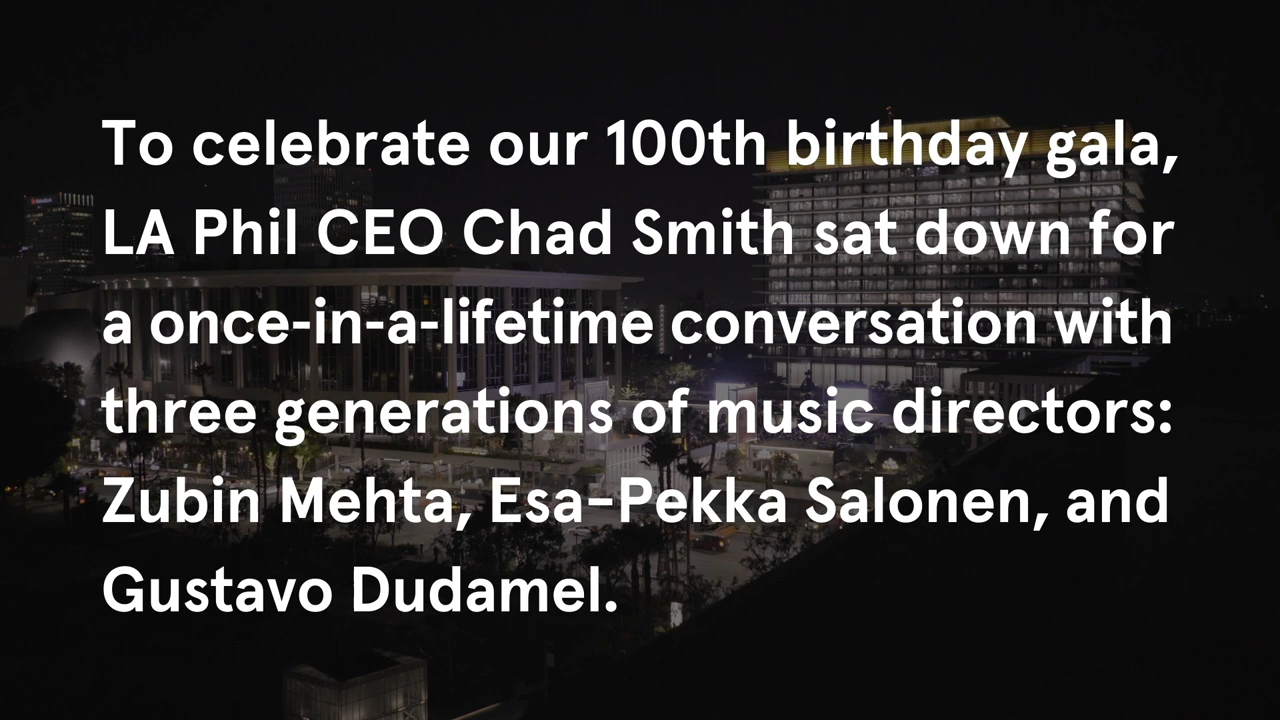 To celebrate our 100th birthday gala,
LA Phil CEO Chad Smith sat down for
a once-in-a-lifetime conversation with
three generations of music directors:
Zubin Mehta, Esa-Pekka Salonen, and
Gustavo Dudamel.